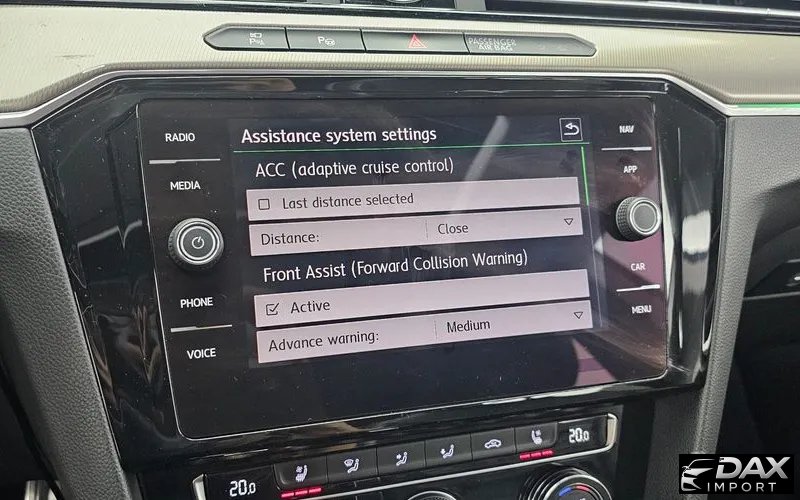 PASSENGER
AIR BAG
RADIO
MEDIA
PHONE
VOICE
Assistance system settings
ACC (adaptive cruise control)
Last distance selected
Distance: Close
Front Assist (Forward Collision Warning)
Active
Advance warning: Medium
NAV
APP
CAR
MENU
20.0
20.0
DAX
IMPORT